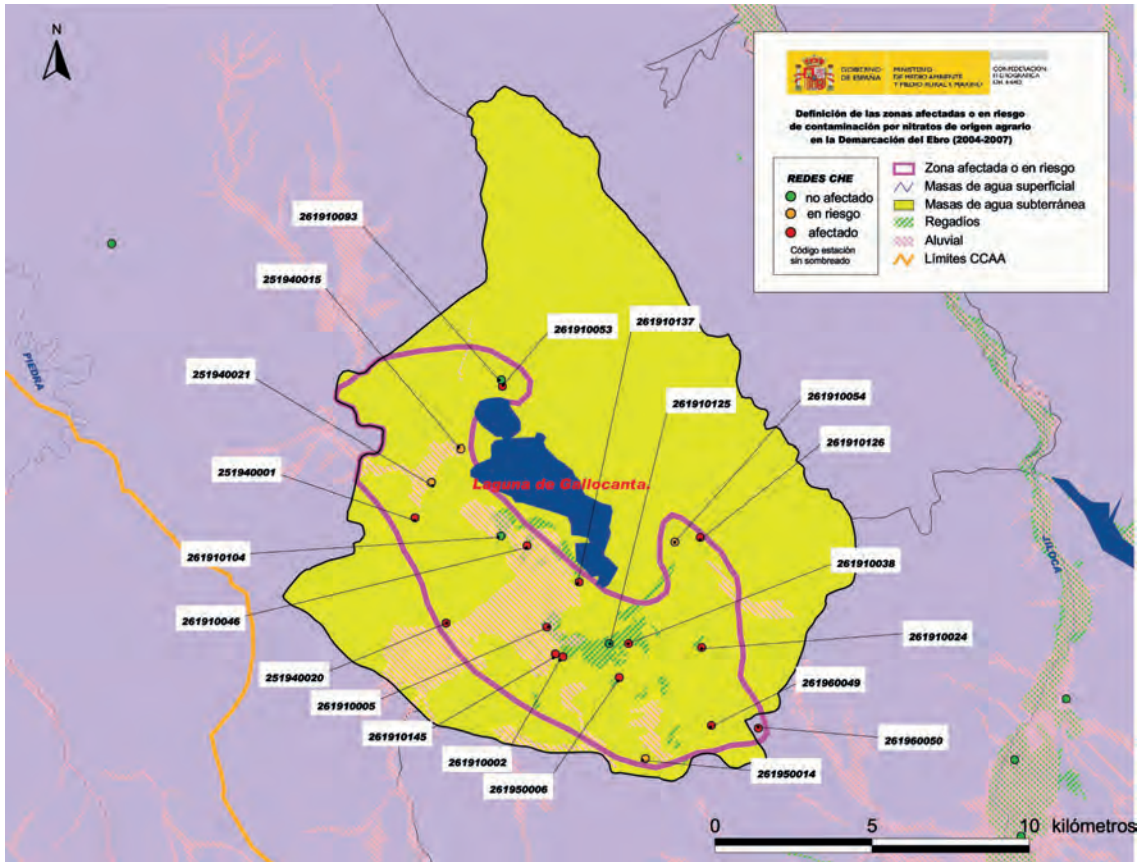 N
GOBIERNO
DE ESPAÑA
MINISTERIO
DE MEDIO AMBIENTE
Y MEDIO RURAL Y MARINO
CONFEDERACIÓN
HIDROGRÁFICA
DEL EBRO
Definición de las zonas afectadas o en riesgo
de contaminación por nitratos de origen agrario
en la Demarcación del Ebro (2004-2007)
REDES CHE
no afectado
en riesgo
afectado
Código estación
sin sombreado
Zona afectada o en riesgo
Masas de agua superficial
Masas de agua subterránea
Regadíos
Aluvial
Límites CCAA
261910093
251940015
261910053
261910137
251940021
261910125
261910054
261910126
251940001
Laguna de Gallocanta.
PIEDRA
JILOCA
261910104
261910038
261910046
261910024
251940020
261910005
261960049
261910145
261960050
261910002
261950014
261950006
0 5 10 kilómetros